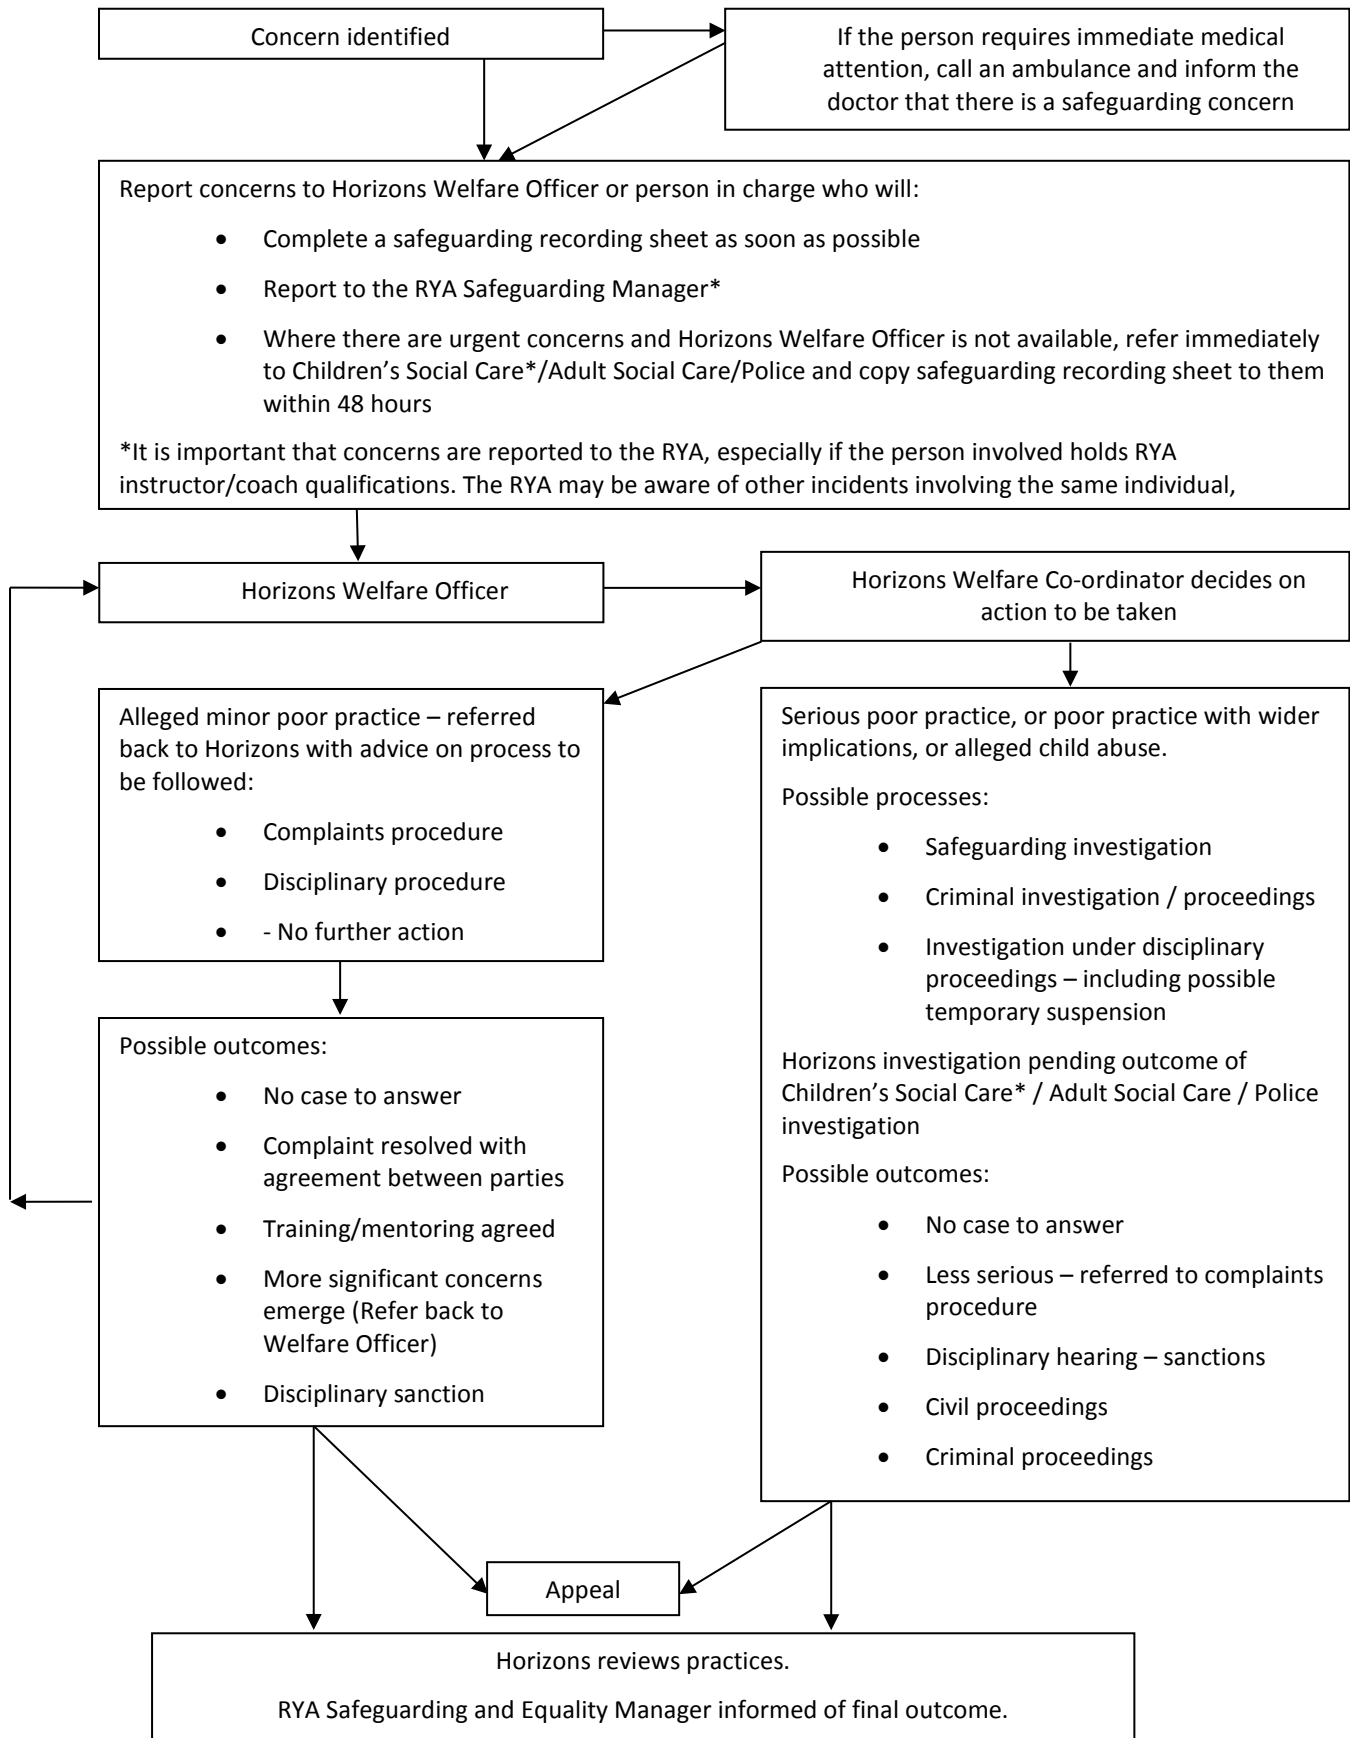 Concern identified
If the person requires immediate medical
attention, call an ambulance and inform the
doctor that there is a safeguarding concern
Report concerns to Horizons Welfare Officer or person in charge who will:
• Complete a safeguarding recording sheet as soon as possible
• Report to the RYA Safeguarding Manager*
• Where there are urgent concerns and Horizons Welfare Officer is not available, refer immediately
to Children’s Social Care*/Adult Social Care/Police and copy safeguarding recording sheet to them
within 48 hours
*It is important that concerns are reported to the RYA, especially if the person involved holds RYA
instructor/coach qualifications. The RYA may be aware of other incidents involving the same individual,
Horizons Welfare Officer
Horizons Welfare Co-ordinator decides on
action to be taken
Alleged minor poor practice – referred
back to Horizons with advice on process to
be followed:
• Complaints procedure
• Disciplinary procedure
• - No further action
Possible outcomes:
• No case to answer
• Complaint resolved with
agreement between parties
• Training/mentoring agreed
• More significant concerns
emerge (Refer back to
Welfare Officer)
• Disciplinary sanction
Serious poor practice, or poor practice with wider
implications, or alleged child abuse.
Possible processes:
• Safeguarding investigation
• Criminal investigation / proceedings
• Investigation under disciplinary
proceedings – including possible
temporary suspension
Horizons investigation pending outcome of
Children’s Social Care* / Adult Social Care / Police
investigation
Possible outcomes:
• No case to answer
• Less serious – referred to complaints
procedure
• Disciplinary hearing – sanctions
• Civil proceedings
• Criminal proceedings
Appeal
Horizons reviews practices.
RYA Safeguarding and Equality Manager informed of final outcome.